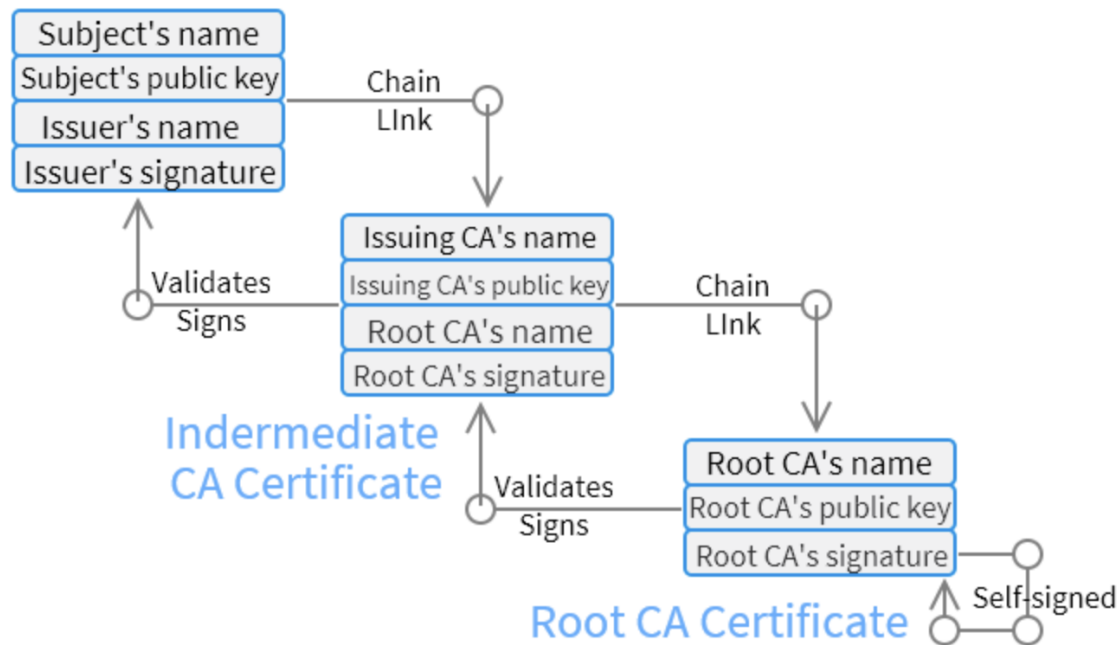 Subject's name
Subject's public key
Issuer's name
Issuer's signature
Chain
LInk
Validates
Signs
Issuing CA's name
Issuing CA's public key
Root CA's name
Root CA's signature
Chain
LInk
Indermediate
CA Certificate
Validates
Signs
Root CA's name
Root CA's public key
Root CA's signature
Self-signed
Root CA Certificate